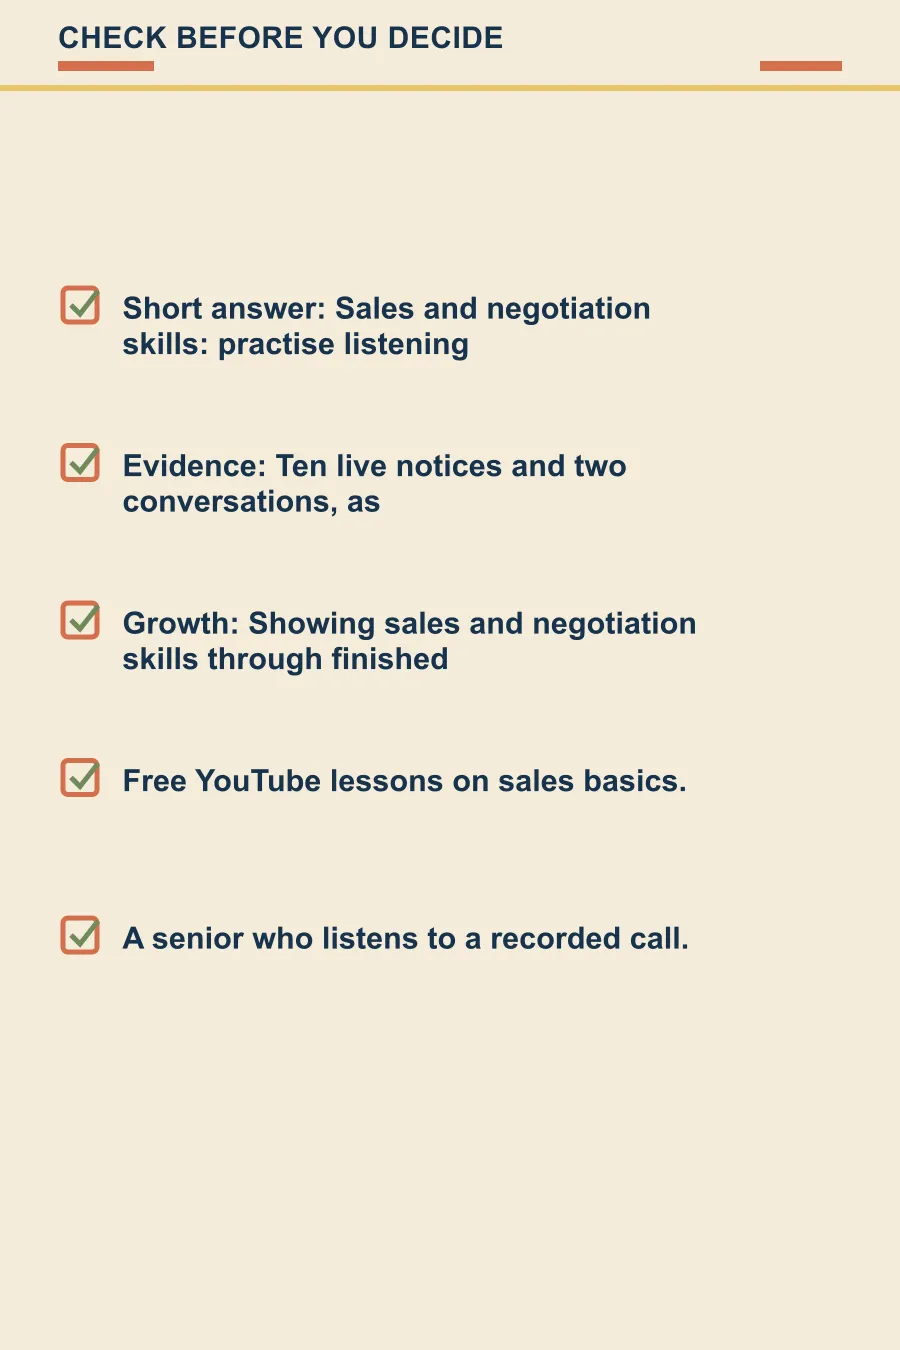 CHECK BEFORE YOU DECIDE
Short answer: Sales and negotiation
skills: practise listening
Evidence: Ten live notices and two
conversations, as
Growth: Showing sales and negotiation
skills through finished
Free YouTube lessons on sales basics.
A senior who listens to a recorded call.